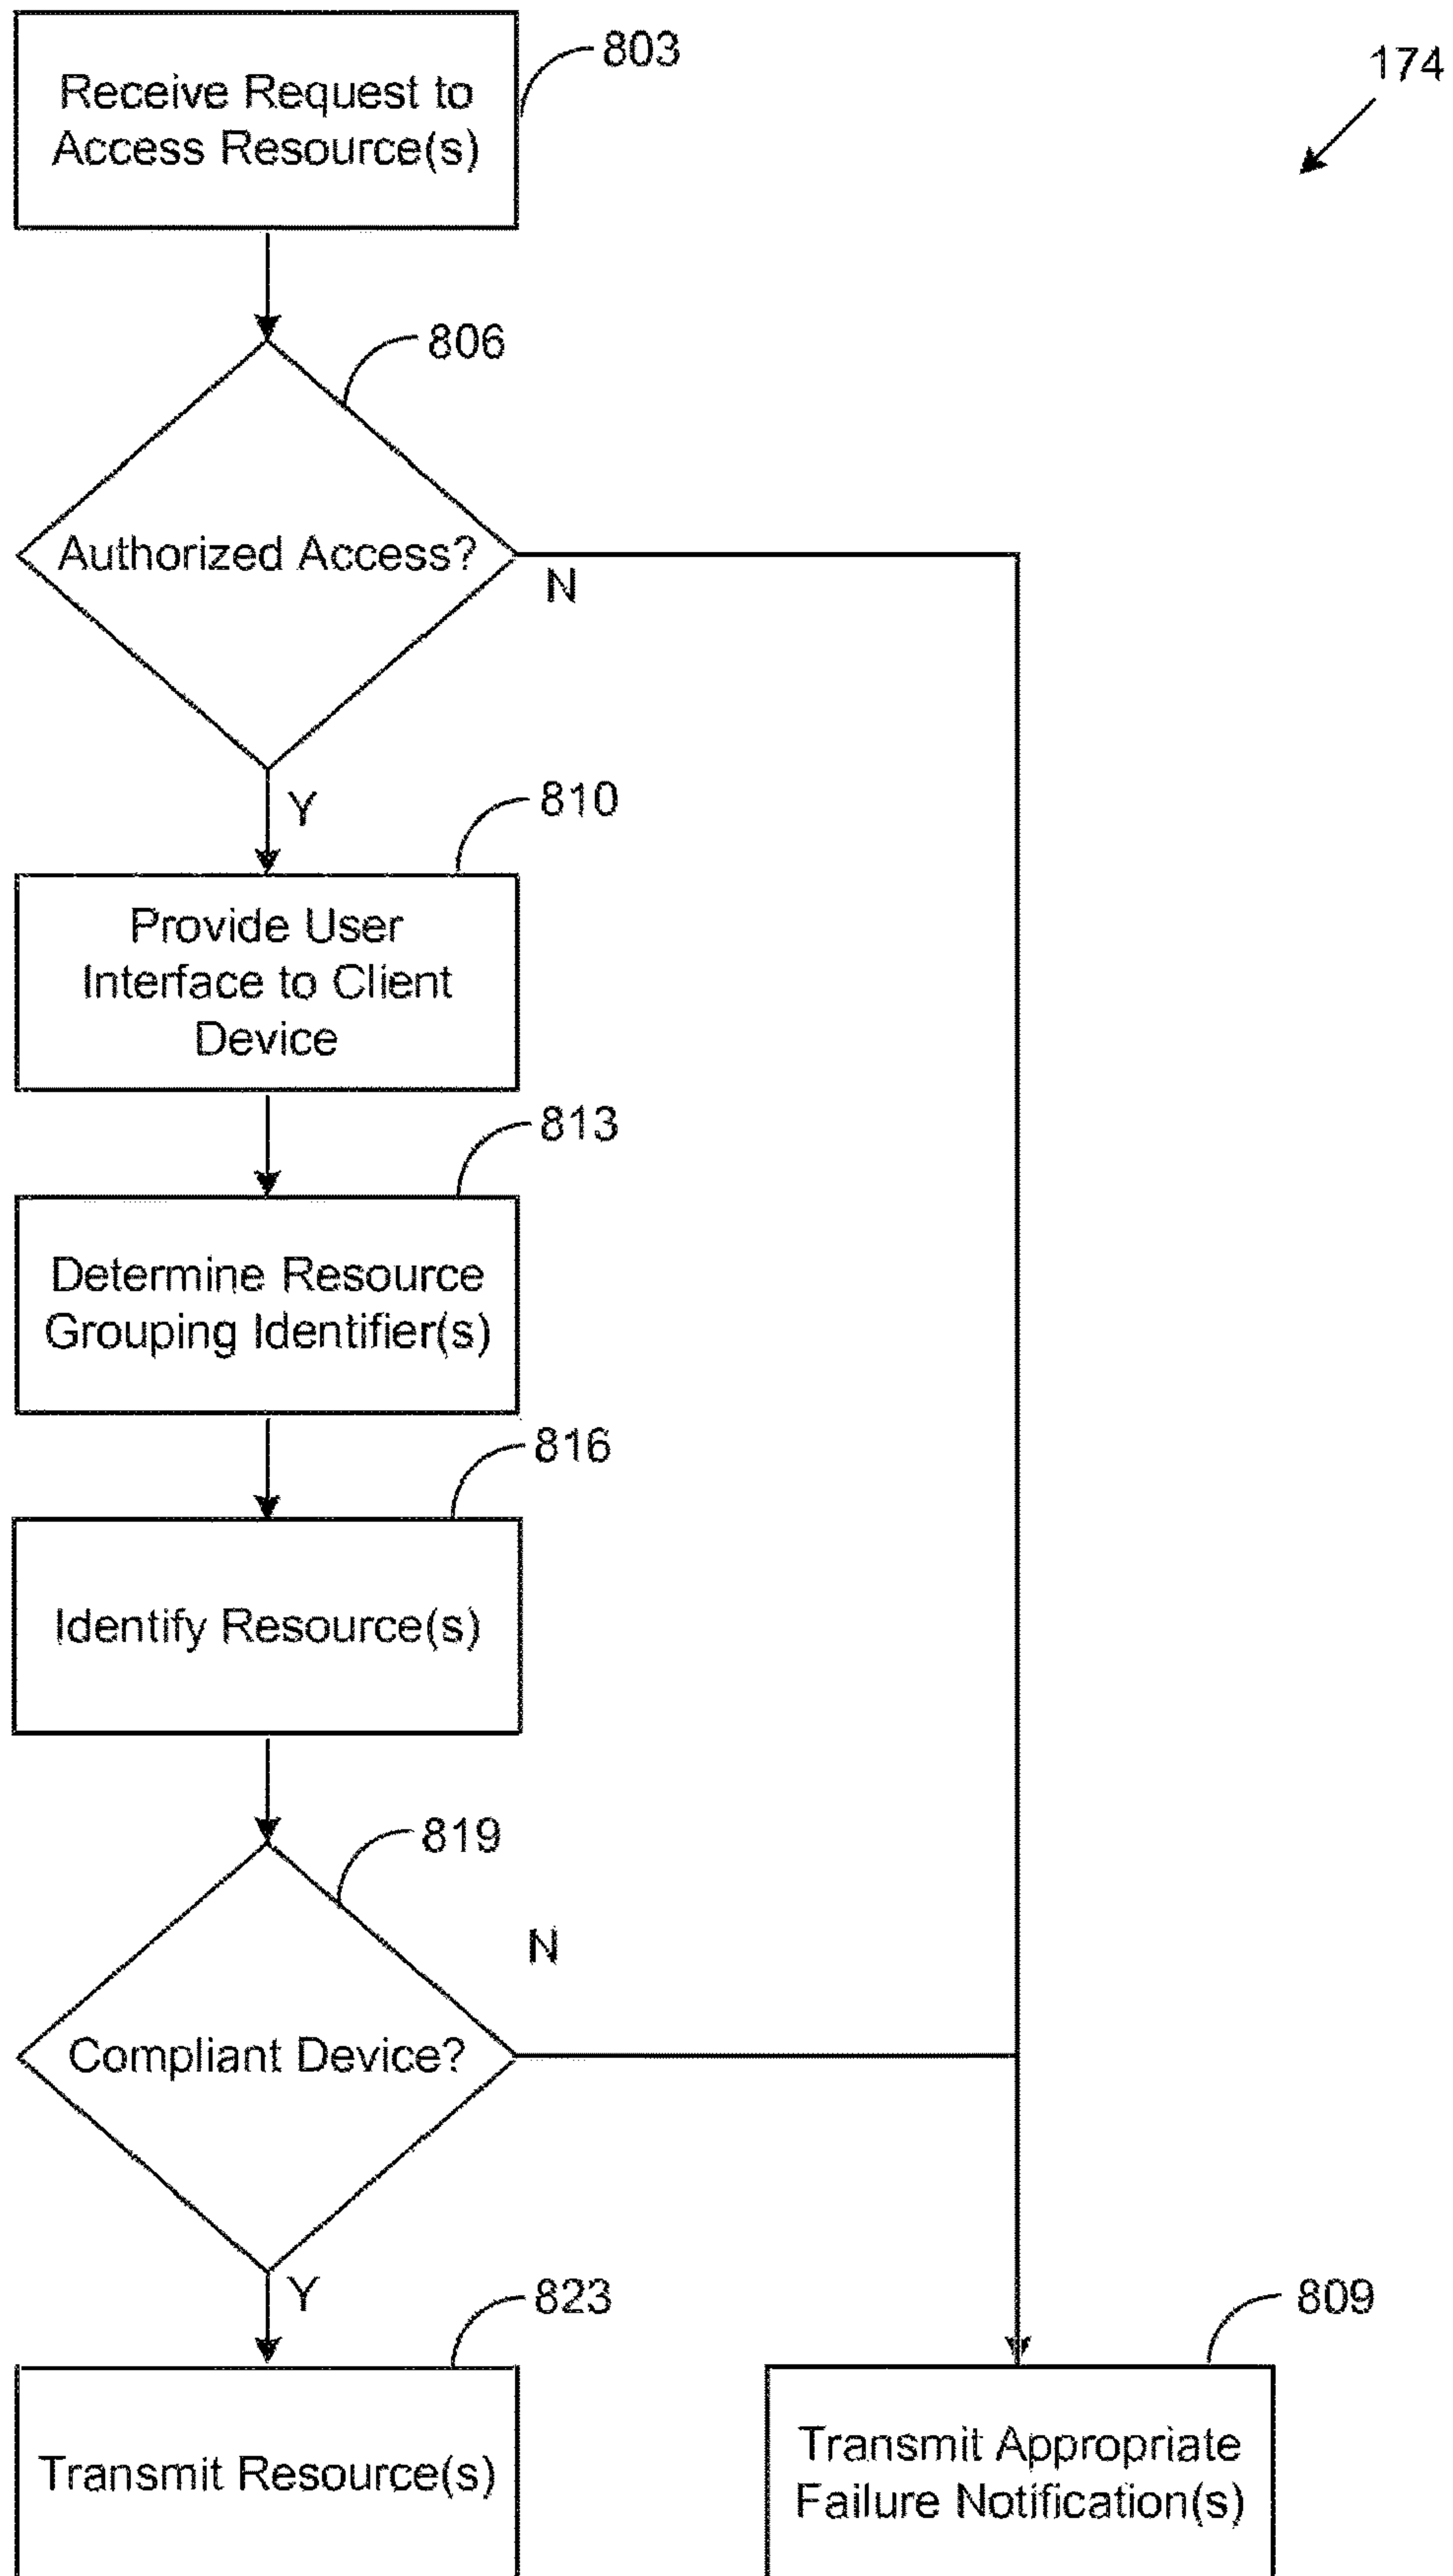 803
174
Receive Request to
Access Resource(s)
806
Authorized Access?
N
Y
810
Provide User
Interface to Client
Device
813
Determine Resource
Grouping Identifier(s)
816
Identify Resource(s)
819
N
Compliant Device?
Y
823
809
Transmit Resource(s)
Transmit Appropriate
Failure Notification(s)